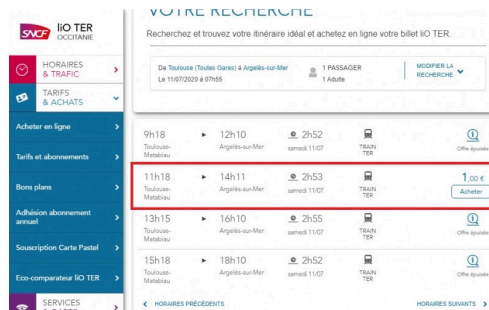 VOTRE RECHERCHE
Recherchez et trouvez votre itinéraire idéal et achetez en ligne votre billet liO TER.
SNCF
liO TER
OCCITANIE
HORAIRES
& TRAFIC
TARIFS
& ACHATS
Acheter en ligne
Tarifs et abonnements
Bons plans
Adhésion abonnement
annuel
Souscription Carte Pastel
Eco-comparateur liO TER
SERVICES
De Toulouse (Toutes Gares) à Argelès-sur-Mer
Le 11/07/2020 à 07h55
1 PASSAGER
1 Adulte
MODIFIER LA
RECHERCHE
9h18 12h10 2h52
Toulouse-
Matabiau
Argelès-sur-Mer samedi 11/07 TRAIN
TER
Offre épuisée
11h18 14h11 2h53 1,00 €
Toulouse-
Matabiau
Argelès-sur-Mer samedi 11/07 TRAIN
TER
Acheter
13h15 16h10 2h55
Toulouse-
Matabiau
Argelès-sur-Mer samedi 11/07 TRAIN
TER
Offre épuisée
15h18 18h10 2h52
Toulouse-
Matabiau
Argelès-sur-Mer samedi 11/07 TRAIN
TER
Offre épuisée
HORAIRES PRÉCÉDENTS HORAIRES SUIVANTS